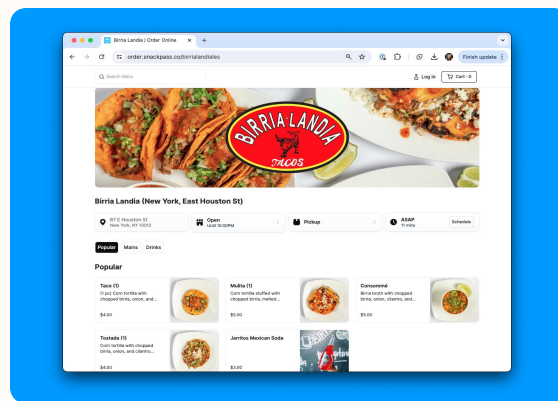 Birria Landia | Order Online
order.snackpass.co/birrialandiales
Finish update
Search Menu
Log in
Cart • 0
BIRRIA-LANDIA
TACOS
Birria Landia (New York, East Houston St)
67 E Houston St
New York, NY 10012
Open
Until 10:00PM
Pickup
ASAP
11 mins
Schedule
Popular Mains Drinks
Popular
Taco (1)
(1 pc) Corn tortilla with
chopped birria, onion, and...
$4.00
Mulita (1)
Corn tortilla stuffed with
chopped birria, melted...
$5.00
Consommé
Birria broth with chopped
birria, onion, cilantro, and...
$5.00
Tostada (1)
Corn tortilla with chopped
birria, onion, and cilantro...
$4.00
Jarritos Mexican Soda
$3.00